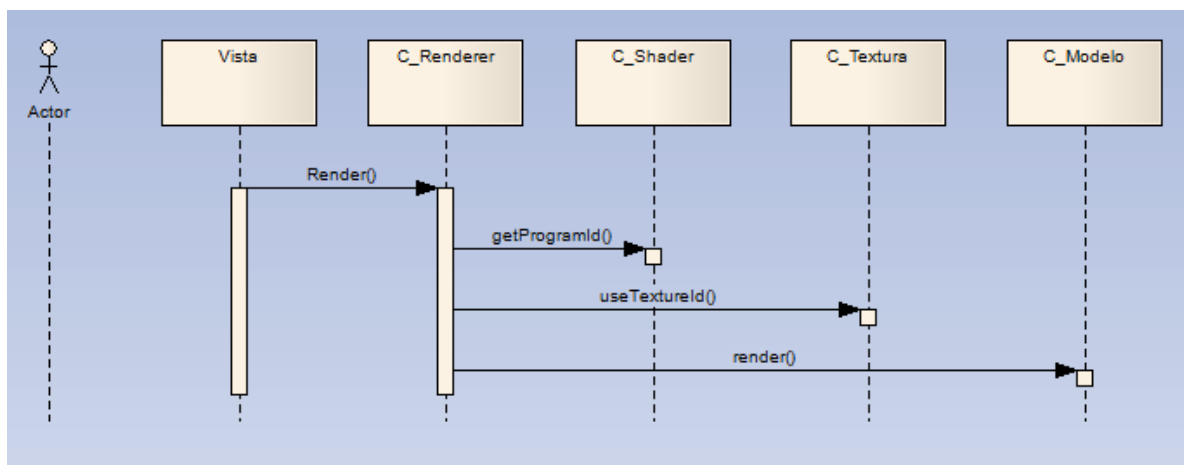 Actor
Vista
C_Renderer
C_Shader
C_Textura
C_Modelo
Render()
getProgramId()
useTextureId()
render()